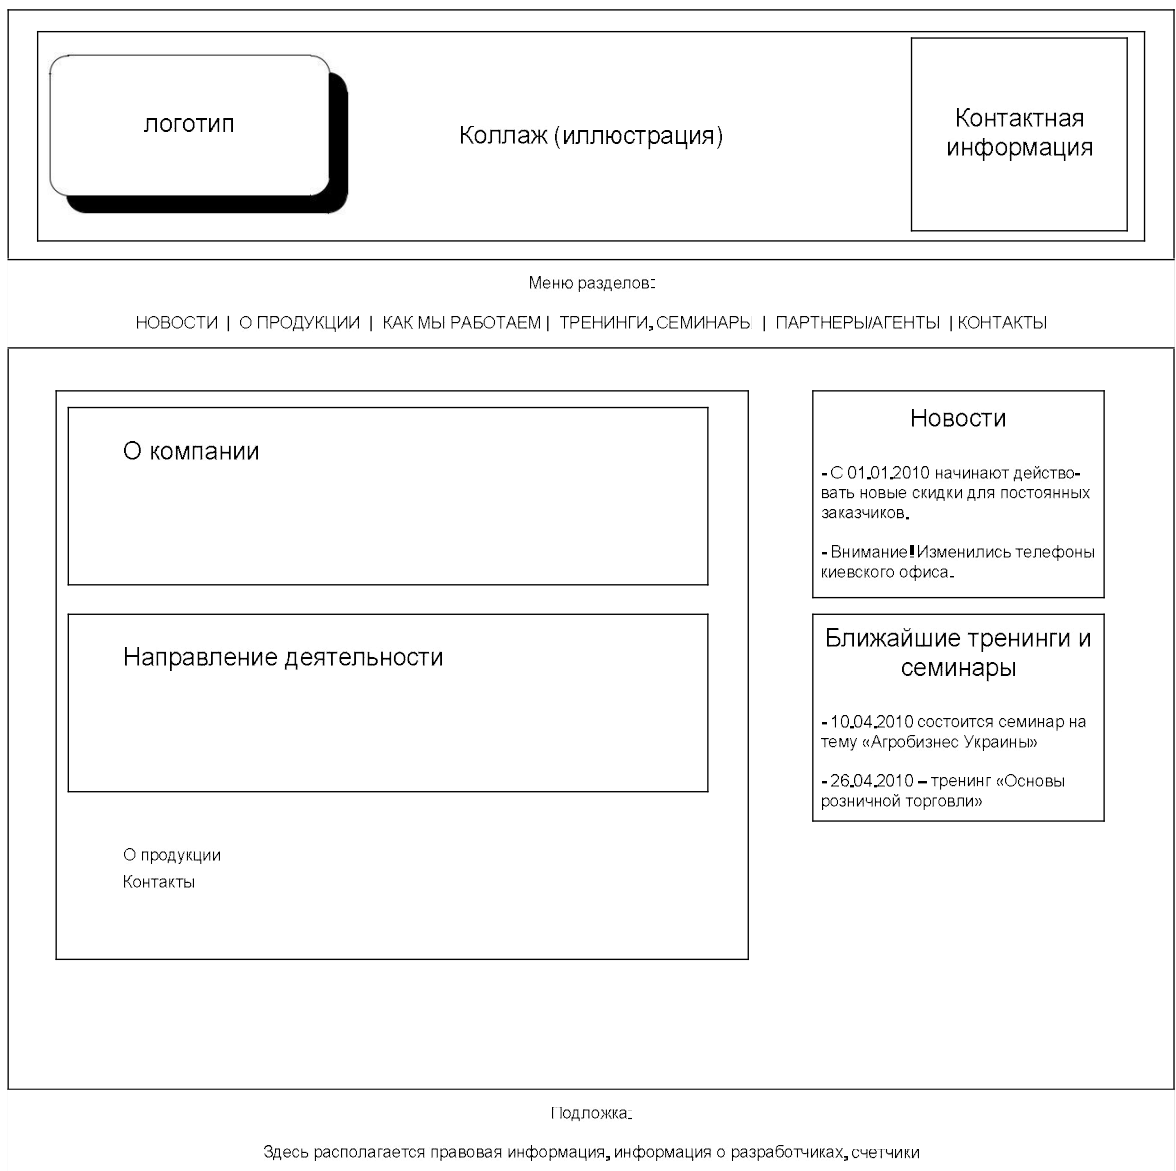 логотип
Коллаж (иллюстрация)
Контактная
информация
Меню разделов:
НОВОСТИ | О ПРОДУКЦИИ | КАК МЫ РАБОТАЕМ | ТРЕНИНГИ, СЕМИНАРЫ | ПАРТНЕРЫ/АГЕНТЫ | КОНТАКТЫ
О компании
Направление деятельности
О продукции
Контакты
Новости
- С 01.01.2010 начинают действо-
вать новые скидки для постоянных
заказчиков.
- Внимание! Изменились телефоны
киевского офиса.
Ближайшие тренинги и
семинары
- 10.04.2010 состоится семинар на
тему «Агробизнес Украины»
- 26.04.2010 – тренинг «Основы
розничной торговли»
Подложка:
Здесь располагается правовая информация, информация о разработчиках, счетчики